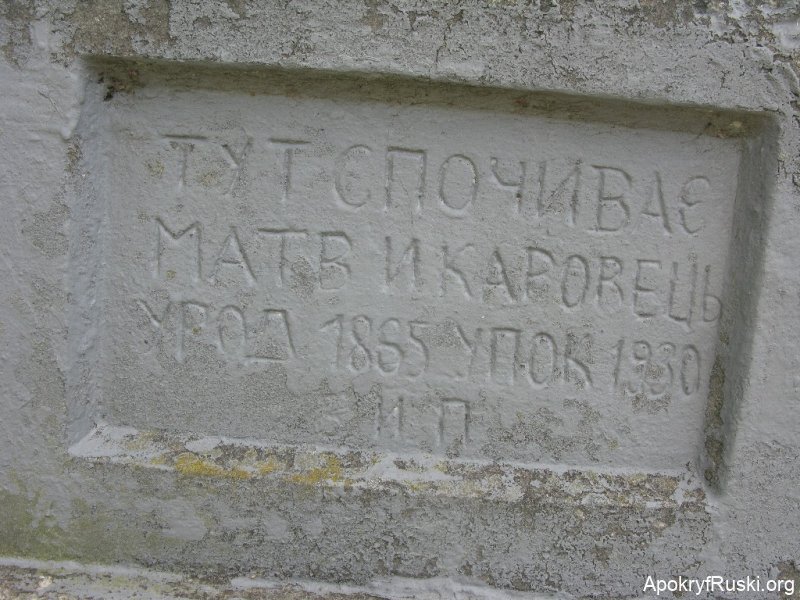 ТУТ СПОЧИВАЄ
МАТВ И КАРОВЕЦЬ
УРОД 1865 УПОК 1930
З И П
ApokryfRuski.org